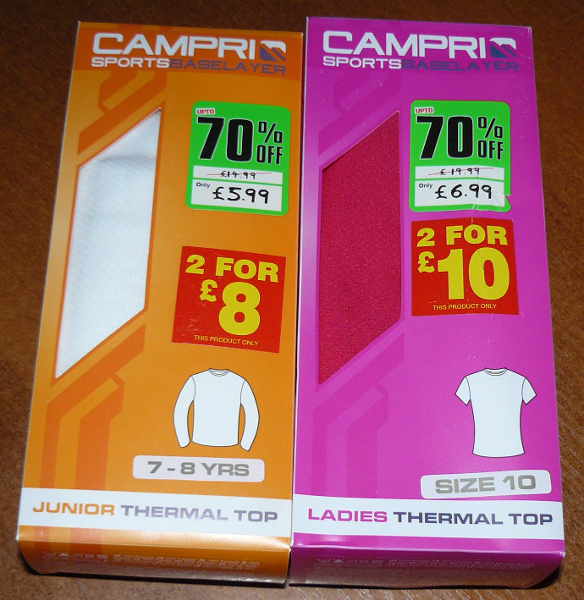 CAMPRI
SPORTSBASELAYER
UPTO
70% OFF
£14.99
Only
£5.99
2 FOR
£8
THIS PRODUCT ONLY
7 - 8 YRS
JUNIOR THERMAL TOP
CAMPRI
SPORTSBASELAYER
UPTO
70% OFF
£19.99
Only
£6.99
2 FOR
£10
THIS PRODUCT ONLY
SIZE 10
LADIES THERMAL TOP